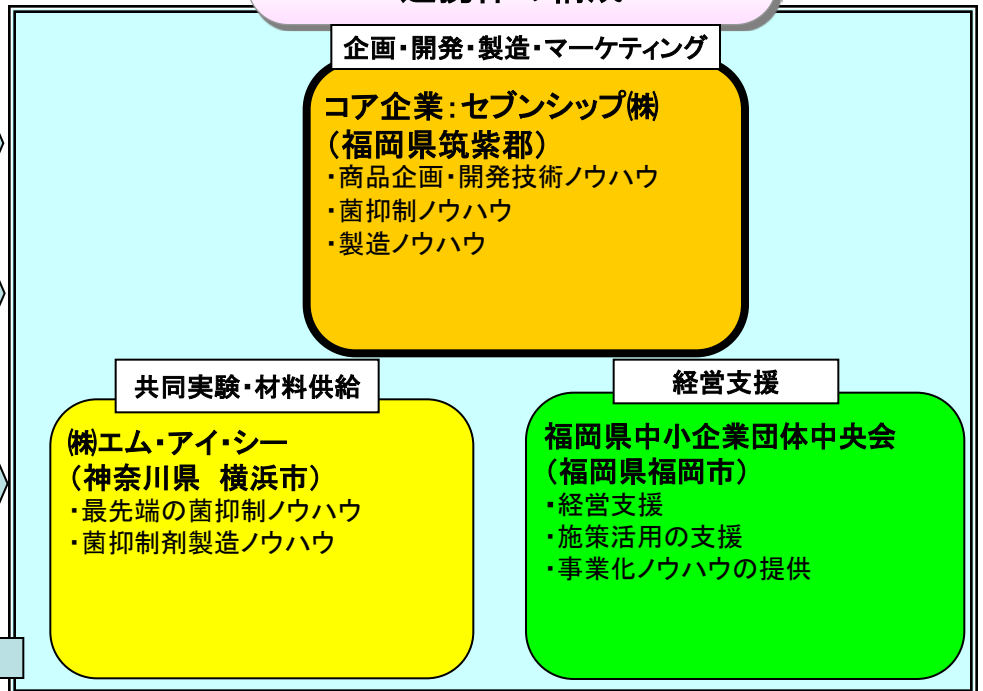 連携体の構成
企画・開発・製造・マーケティング
コア企業：セブンシップ㈱
（福岡県筑紫郡）
・商品企画・開発技術ノウハウ
・菌抑制ノウハウ
・製造ノウハウ
共同実験・材料供給
㈱エム・アイ・シー
（神奈川県　横浜市）
・最先端の菌抑制ノウハウ
・菌抑制剤製造ノウハウ
経営支援
福岡県中小企業団体中央会
（福岡県福岡市）
・経営支援
・施策活用の支援
・事業化ノウハウの提供